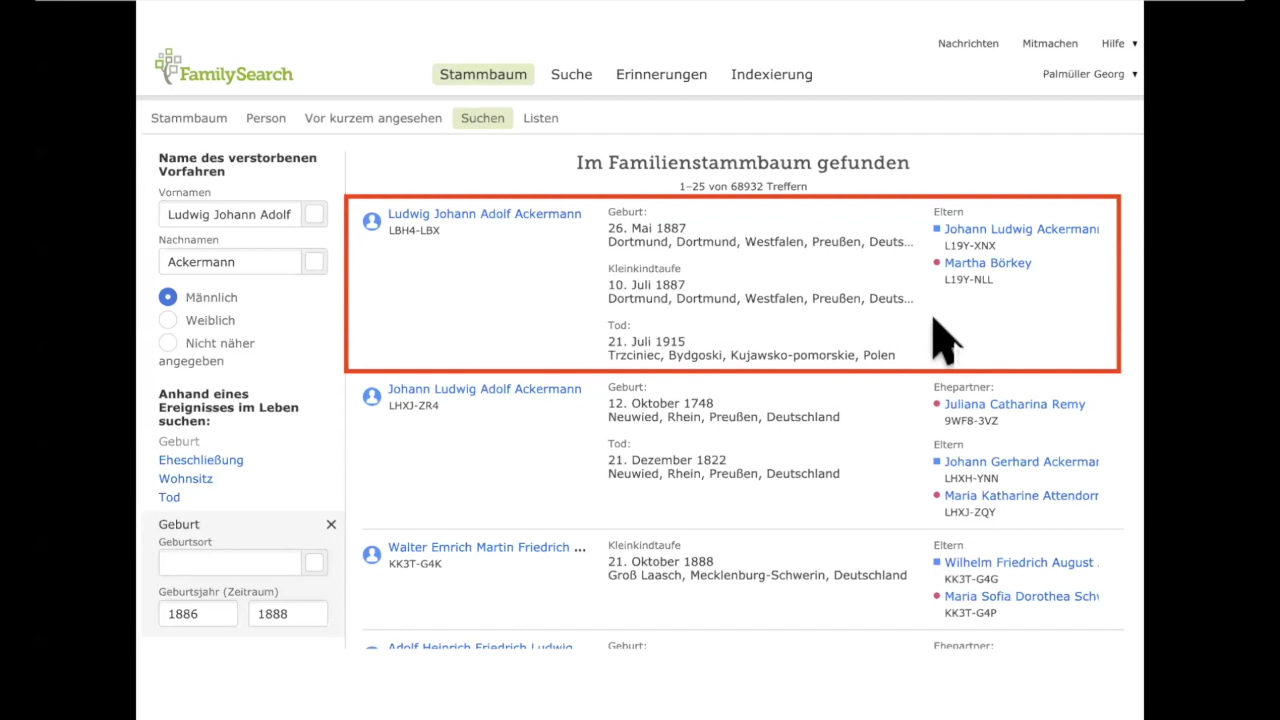 Nachrichten Mitmachen Hilfe ▼
FamilySearch
Stammbaum Suche Erinnerungen Indexierung
Palmüller Georg ▼
Stammbaum Person Vor kurzem angesehen Suchen Listen
Name des verstorbenen
Vorfahren
Vornamen
Ludwig Johann Adolf
Nachnamen
Ackermann
Männlich
Weiblich
Nicht näher
angegeben
Anhand eines
Ereignisses im Leben
suchen:
Geburt
Eheschließung
Wohnsitz
Tod
Geburt
Geburtsort
Geburtsjahr (Zeitraum)
1886 1888
Im Familienstammbaum gefunden
1–25 von 68932 Treffern
Ludwig Johann Adolf Ackermann
LBH4-LBX
Geburt:
26. Mai 1887
Dortmund, Dortmund, Westfalen, Preußen, Deuts...
Kleinkindtaufe
10. Juli 1887
Dortmund, Dortmund, Westfalen, Preußen, Deuts...
Tod:
21. Juli 1915
Trzciniec, Bydgoski, Kujawsko-pomorskie, Polen
Eltern
Johann Ludwig Ackermann
L19Y-XNX
Martha Börkey
L19Y-NLL
Johann Ludwig Adolf Ackermann
LHXJ-ZR4
Geburt:
12. Oktober 1748
Neuwied, Rhein, Preußen, Deutschland
Tod:
21. Dezember 1822
Neuwied, Rhein, Preußen, Deutschland
Ehepartner:
Juliana Catharina Remy
9WF8-3VZ
Eltern
Johann Gerhard Ackermar
LHXH-YNN
Maria Katharine Attendorr
LHXJ-ZQY
Walter Emrich Martin Friedrich ...
KK3T-G4K
Kleinkindtaufe
21. Oktober 1888
Groß Laasch, Mecklenburg-Schwerin, Deutschland
Eltern
Wilhelm Friedrich August
KK3T-G4G
Maria Sofia Dorothea Sch
KK3T-G4P
Adolf Heinrich Friedrich Ludwig
Geburt:
Ehepartner: